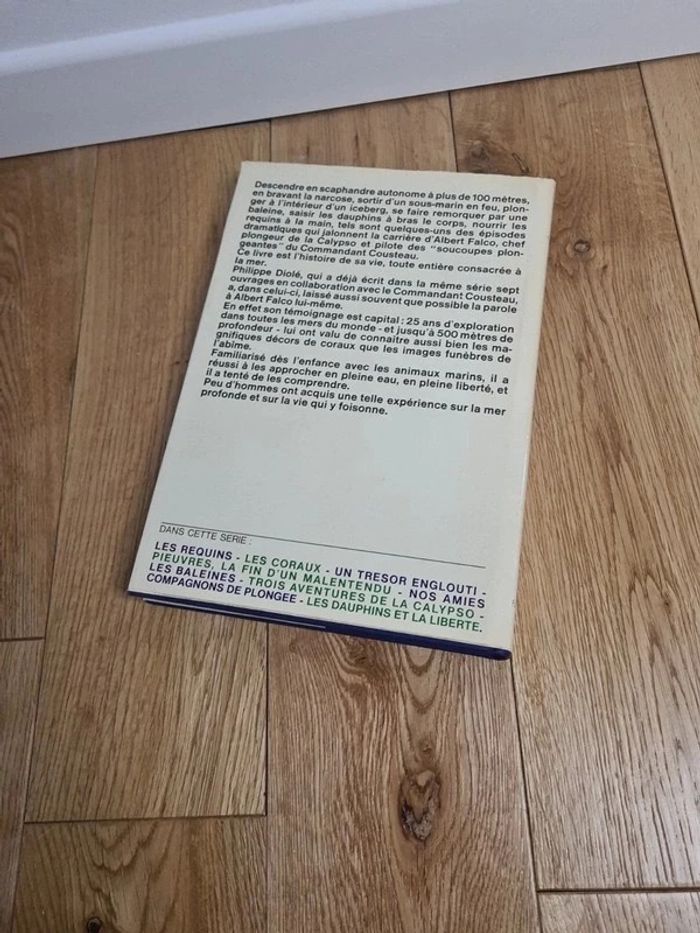 Descendre en scaphandre autonome à plus de 100 mètres,
en bravant la narcose, sortir d'un sous-marin en feu, plon-
ger à l'intérieur d'un iceberg, se faire remorquer par une
baleine, saisir les dauphins à bras le corps, nourrir les
requins à la main, tels sont quelques-uns des épisodes
dramatiques qui jalonnent la carrière d'Albert Falco, chef
plongeur de la Calypso et pilote des "soucoupes plon-
geantes" du Commandant Cousteau.
Ce livre est l'histoire de sa vie, toute entière consacrée à
la mer.
Philippe Diolé, qui a déjà écrit dans la même série sept
ouvrages en collaboration avec le Commandant Cousteau,
a, dans celui-ci, laissé aussi souvent que possible la parole
à Albert Falco lui-même.
En effet son témoignage est capital ; 25 ans d'exploration
dans toutes les mers du monde - et jusqu'à 500 mètres de
profondeur - lui ont valu de connaître aussi bien les ma-
gnifiques décors de coraux que les images funèbres de
l'abîme.
Familiarisé dès l'enfance avec les animaux marins, il a
réussi à les approcher en pleine eau, en pleine liberté, et
il a tenté de les comprendre.
Peu d'hommes ont acquis une telle expérience sur la mer
profonde et sur la vie qui y foisonne.
DANS CETTE SERIE :
LES REQUINS - LES CORAUX - UN TRESOR ENGLOUTI -
PIEUVRES, LA FIN D'UN MALENTENDU - NOS AMIES
LES BALEINES - TROIS AVENTURES DE LA CALYPSO -
COMPAGNONS DE PLONGEE - LES DAUPHINS ET LA LIBERTE.